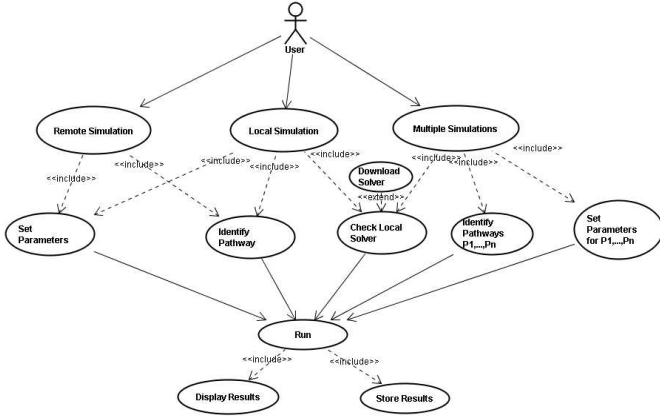 User
Remote Simulation
Local Simulation
Multiple Simulations
<<include>>
<<include>>
<<include>>
<<include>>
<<include>>
<<include>>
<<include>>
<<include>>
Download
Solver
<<extend>>
Set
Parameters
Identify
Pathway
Check Local
Solver
Identify
Pathways
P1,...,Pn
Set
Parameters
for P1,...,Pn
Run
<<include>>
<<include>>
Display Results
Store Results